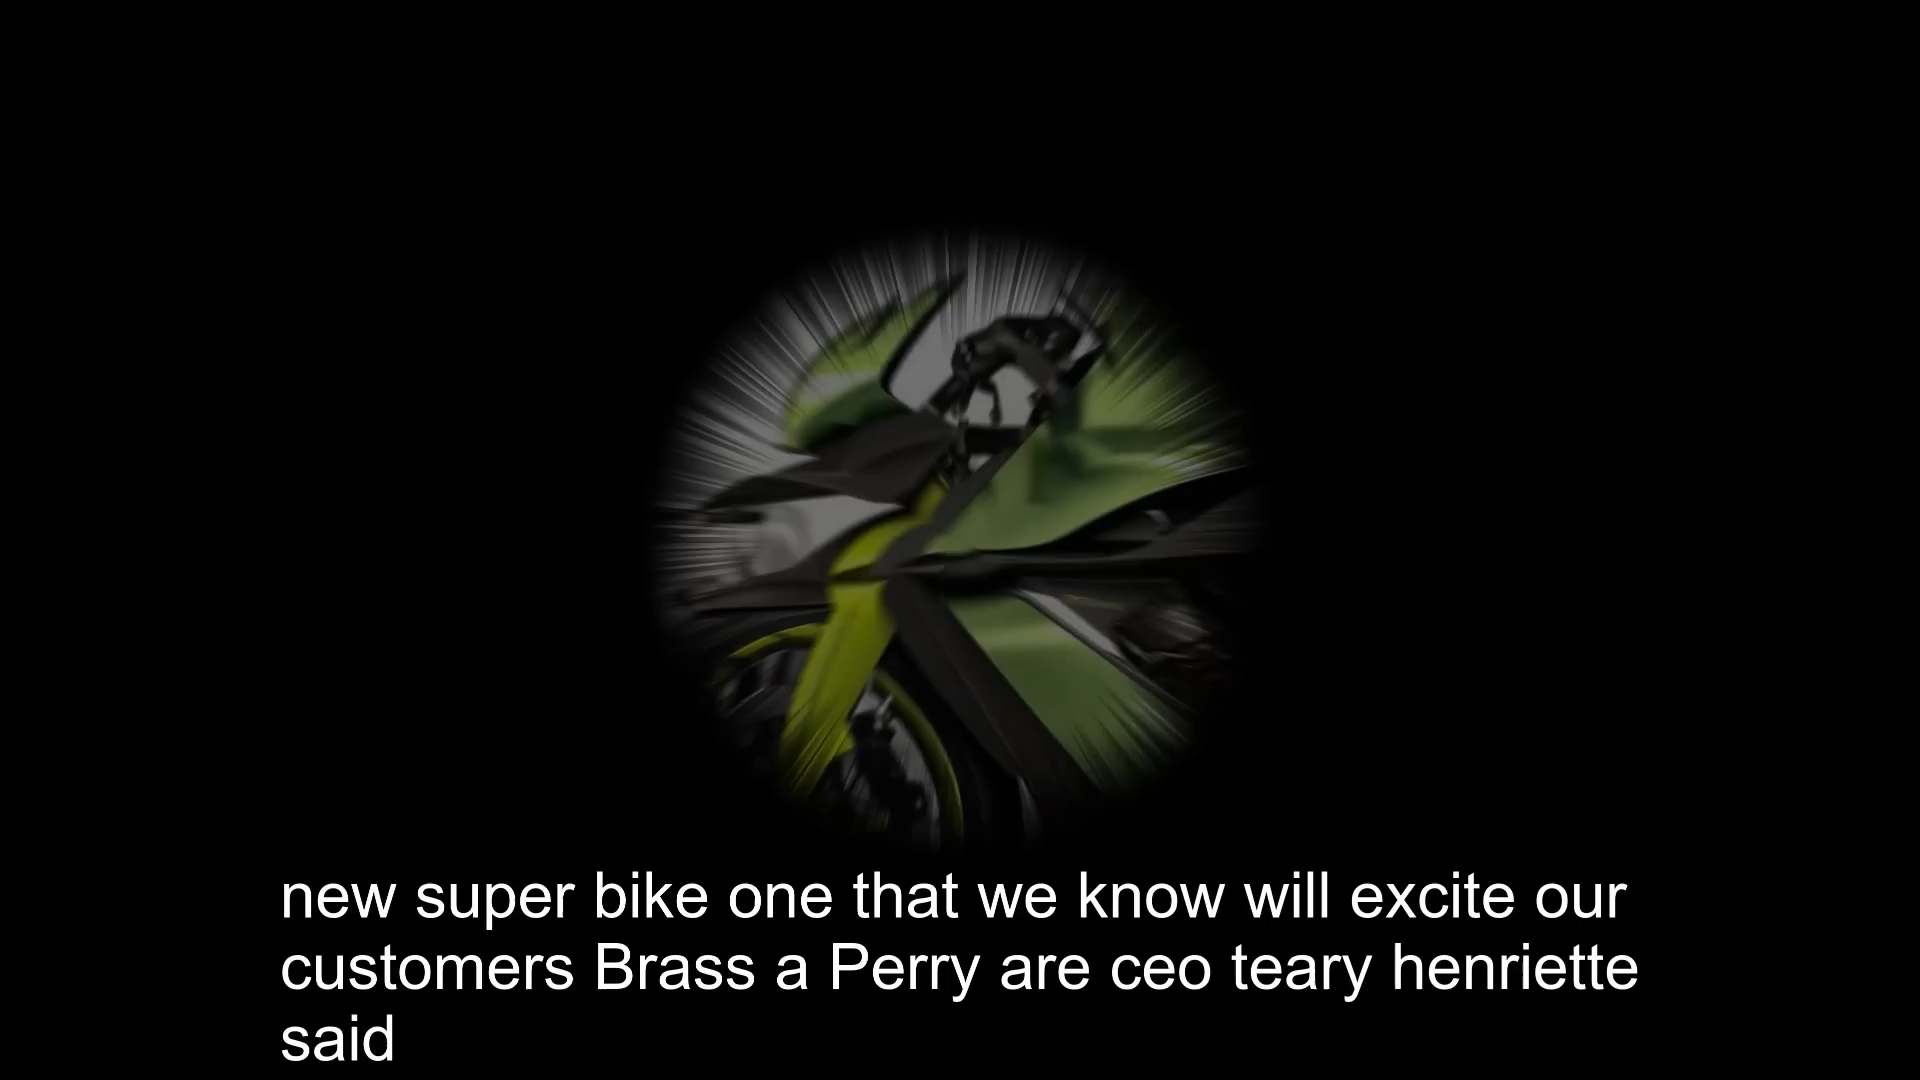 new super bike one that we know will excite our
customers Brass a Perry are ceo teary henriette
said